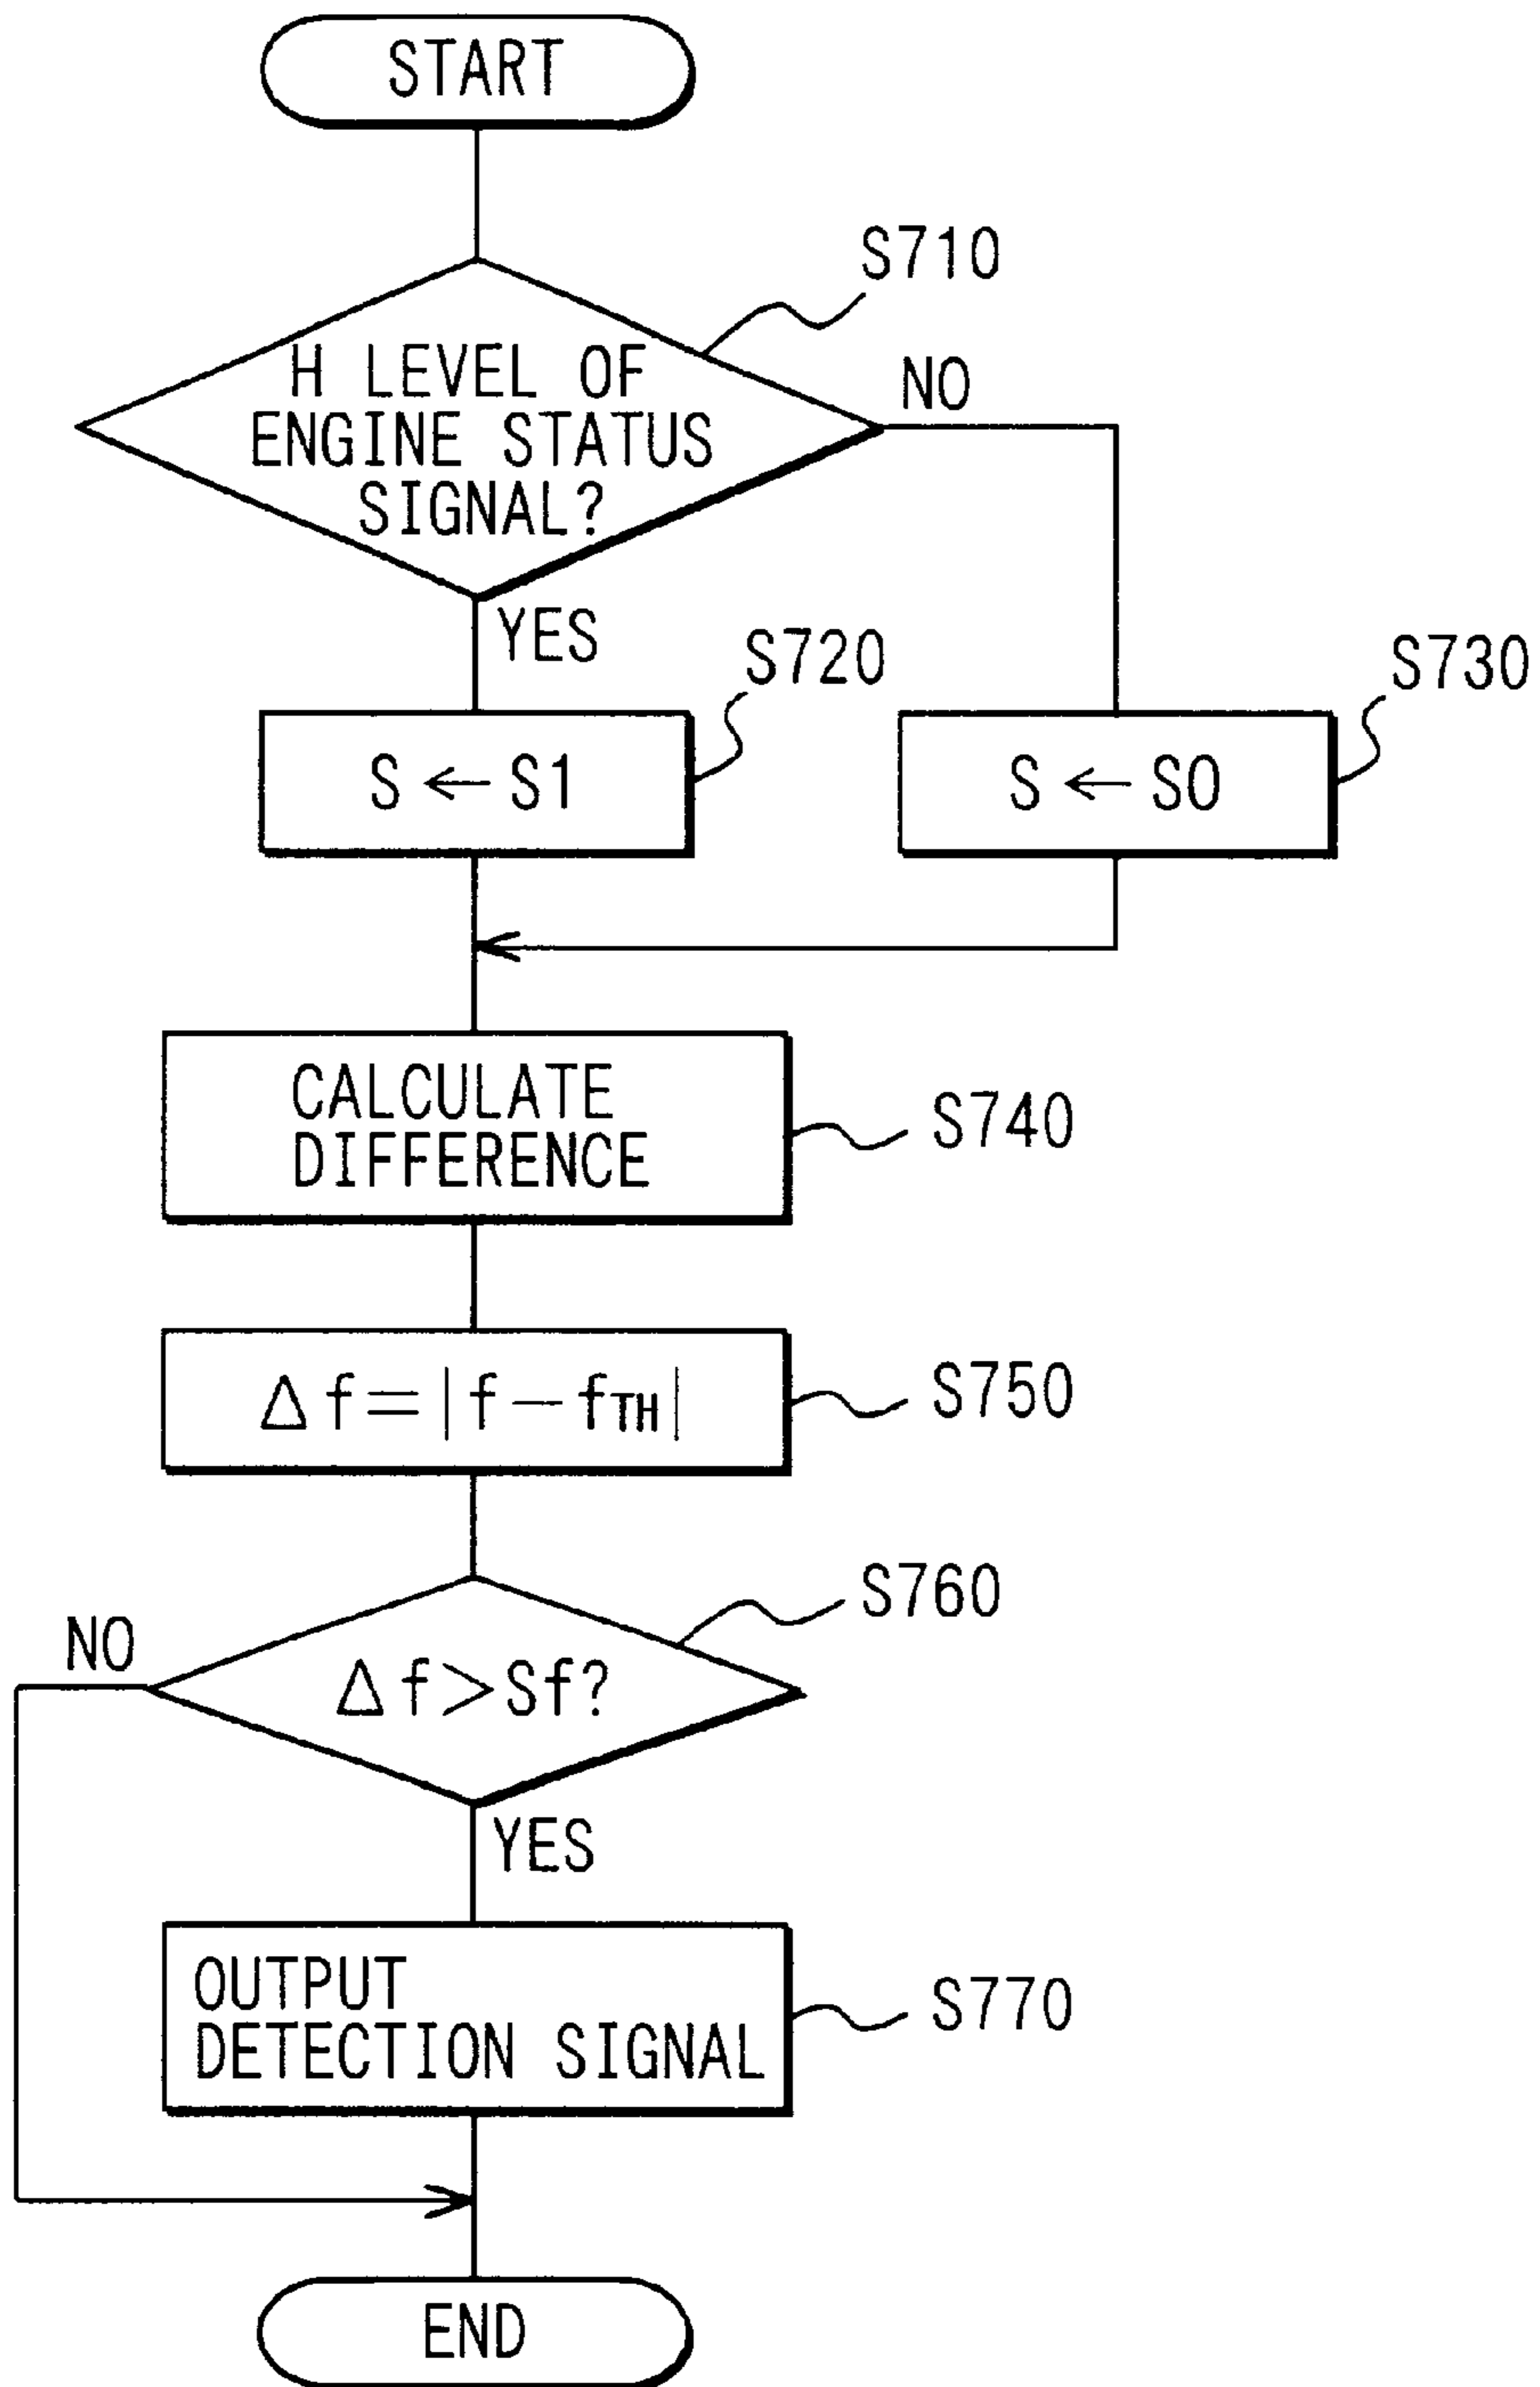 START
S710
H LEVEL OF
ENGINE STATUS
SIGNAL?
NO
YES
S720
S730
S ← S1
S ← S0
CALCULATE
DIFFERENCE
S740
Δf=|f−fTH|
S750
S760
NO
Δf>Sf?
YES
OUTPUT
DETECTION SIGNAL
S770
END